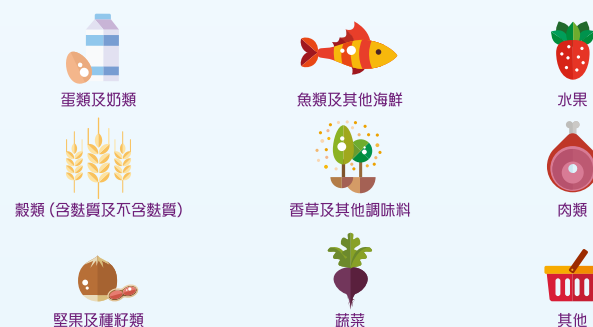 蛋類及奶類
魚類及其他海鮮
水果
穀類 (含麩質及不含麩質)
香草及其他調味料
肉類
堅果及種籽類
蔬菜
其他